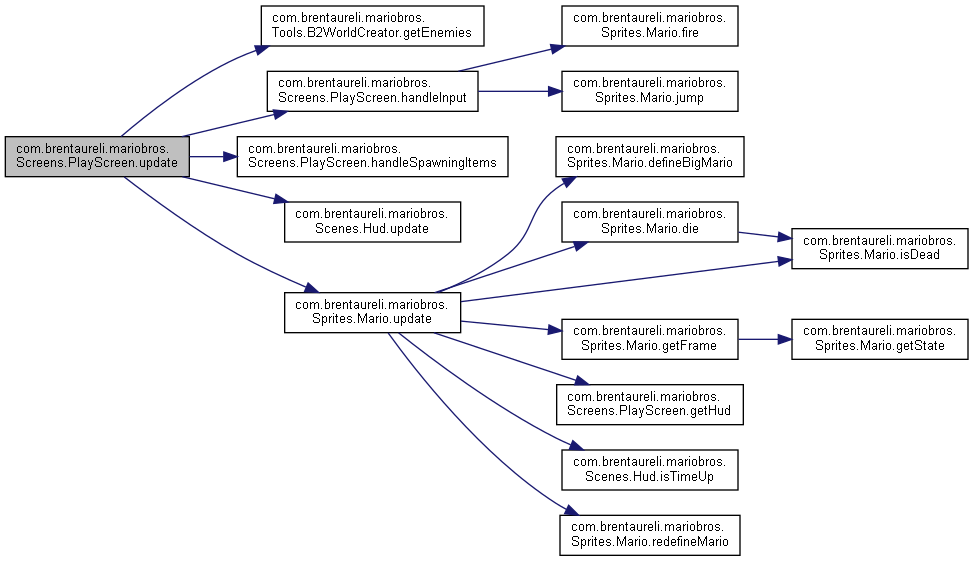 com.brentaureli.mariobros.
Screens.PlayScreen.update
com.brentaureli.mariobros.
Tools.B2WorldCreator.getEnemies
com.brentaureli.mariobros.
Screens.PlayScreen.handleInput
com.brentaureli.mariobros.
Screens.PlayScreen.handleSpawningItems
com.brentaureli.mariobros.
Scenes.Hud.update
com.brentaureli.mariobros.
Sprites.Mario.update
com.brentaureli.mariobros.
Sprites.Mario.fire
com.brentaureli.mariobros.
Sprites.Mario.jump
com.brentaureli.mariobros.
Sprites.Mario.defineBigMario
com.brentaureli.mariobros.
Sprites.Mario.die
com.brentaureli.mariobros.
Sprites.Mario.getFrame
com.brentaureli.mariobros.
Screens.PlayScreen.getHud
com.brentaureli.mariobros.
Scenes.Hud.isTimeUp
com.brentaureli.mariobros.
Sprites.Mario.redefineMario
com.brentaureli.mariobros.
Sprites.Mario.isDead
com.brentaureli.mariobros.
Sprites.Mario.getState